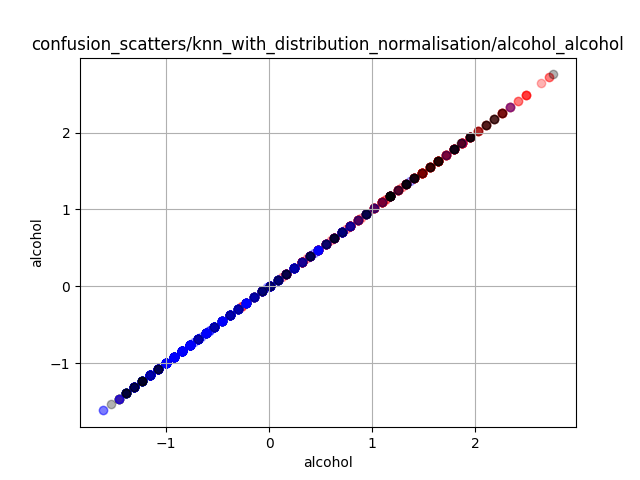 confusion_scatters/knn_with_distribution_normalisation/alcohol_alcohol
alcohol
2
1
0
−1
−1 0 1 2
alcohol